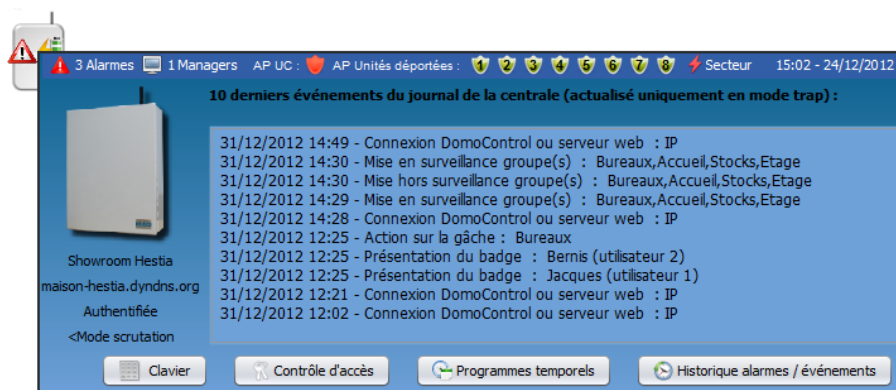 3 Alarmes 1 Managers AP UC : AP Unités déportées : 1 2 3 4 5 6 7 8 Secteur 15:02 - 24/12/2012
10 derniers événements du journal de la centrale (actualisé uniquement en mode trap) :
31/12/2012 14:49 - Connexion DomoControl ou serveur web : IP
31/12/2012 14:30 - Mise en surveillance groupe(s) : Bureaux,Accueil,Stocks,Etage
31/12/2012 14:30 - Mise hors surveillance groupe(s) : Bureaux,Accueil,Stocks,Etage
31/12/2012 14:29 - Mise en surveillance groupe(s) : Bureaux,Accueil,Stocks,Etage
31/12/2012 14:28 - Connexion DomoControl ou serveur web : IP
31/12/2012 12:25 - Action sur la gâche : Bureaux
31/12/2012 12:25 - Présentation du badge : Bernis (utilisateur 2)
31/12/2012 12:25 - Présentation du badge : Jacques (utilisateur 1)
31/12/2012 12:21 - Connexion DomoControl ou serveur web : IP
31/12/2012 12:02 - Connexion DomoControl ou serveur web : IP
Showroom Hestia
maison-hestia.dyndns.org
Authentifiée
<Mode scrutation
Clavier Contrôle d'accès Programmes temporels Historique alarmes / événements